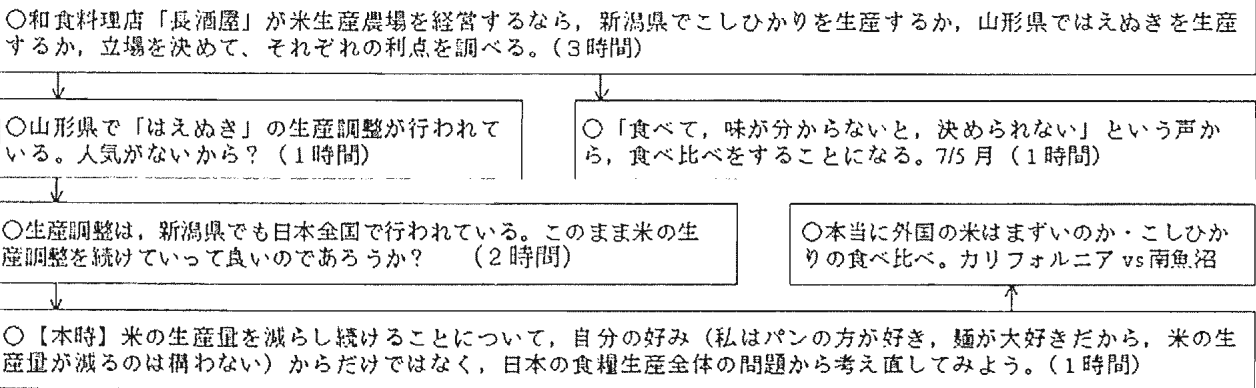 ○和食料理店「長酒屋」が米生産農場を経営するなら，新潟県でこしひかりを生産するか，山形県ではえぬきを生産
するか，立場を決めて、それぞれの利点を調べる。（３時間）
○山形県で「はえぬき」の生産調整が行われて
いる。人気がないから？（１時間）
○「食べて，味が分からないと，決められない」という声か
ら，食べ比べをすることになる。7/5 月（１時間）
○生産調整は，新潟県でも日本全国で行われている。このまま米の生
産調整を続けていって良いのであろうか？　（２時間）
○本当に外国の米はまずいのか・こしひか
りの食べ比べ。カリフォルニア vs 南魚沼
○【本時】米の生産量を減らし続けることについて，自分の好み（私はパンの方が好き，麺が大好きだから，米の生
産量が減るのは構わない）からだけではなく，日本の食糧生産全体の問題から考え直してみよう。（１時間）